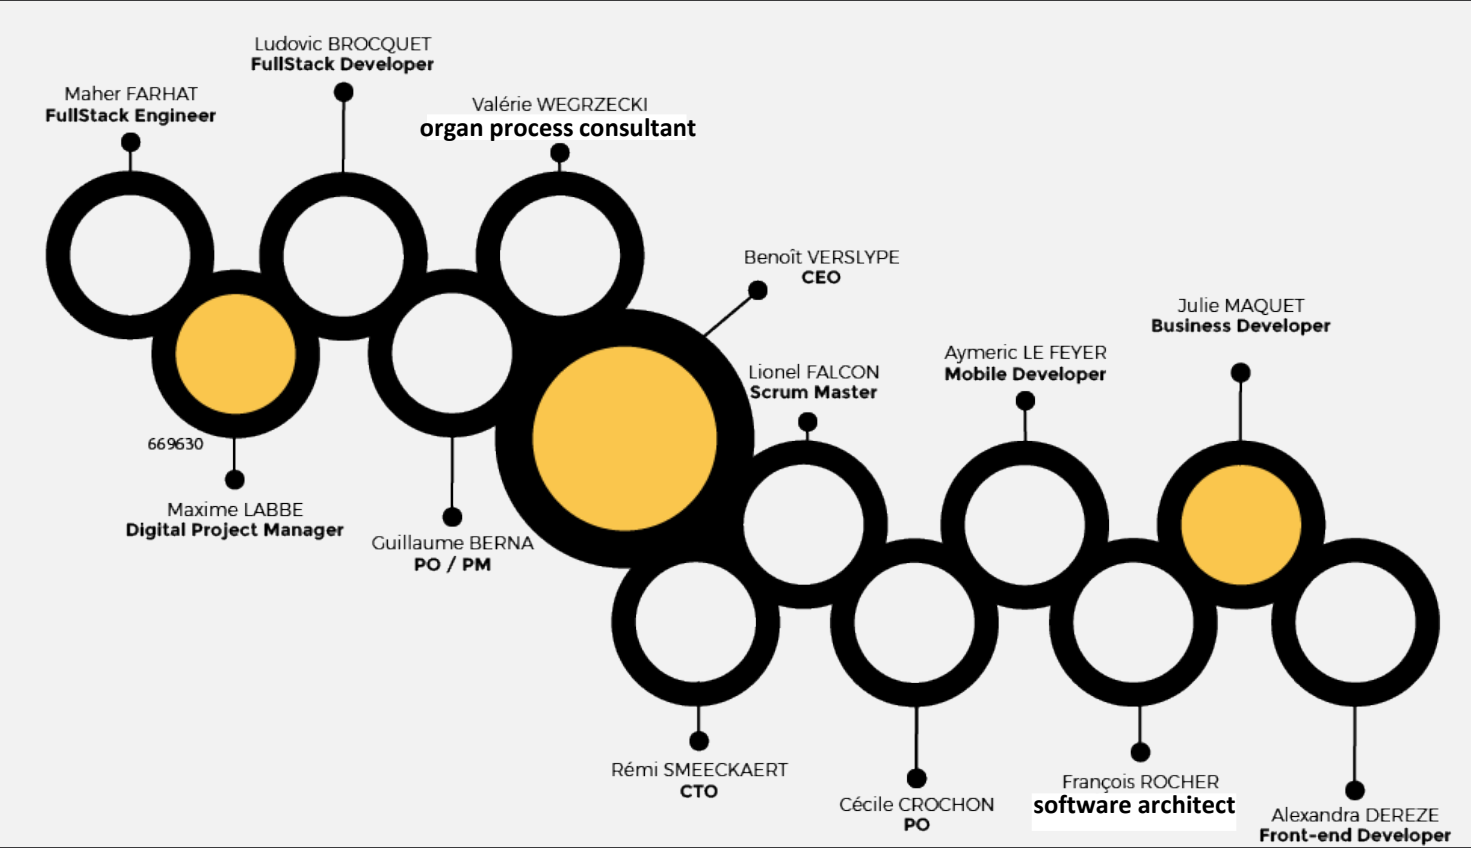 Ludovic BROCQUET
FullStack Developer
Maher FARHAT
FullStack Engineer
Valérie WEGRZECKI
organ process consultant
Benoît VERSLYPE
CEO
Julie MAQUET
Business Developer
Aymeric LE FEYER
Mobile Developer
Lionel FALCON
Scrum Master
669630
Maxime LABBE
Digital Project Manager
Guillaume BERNA
PO / PM
Rémi SMEECKAERT
CTO
Cécile CROCHON
PO
François ROCHER
software architect
Alexandra DEREZE
Front-end Developer